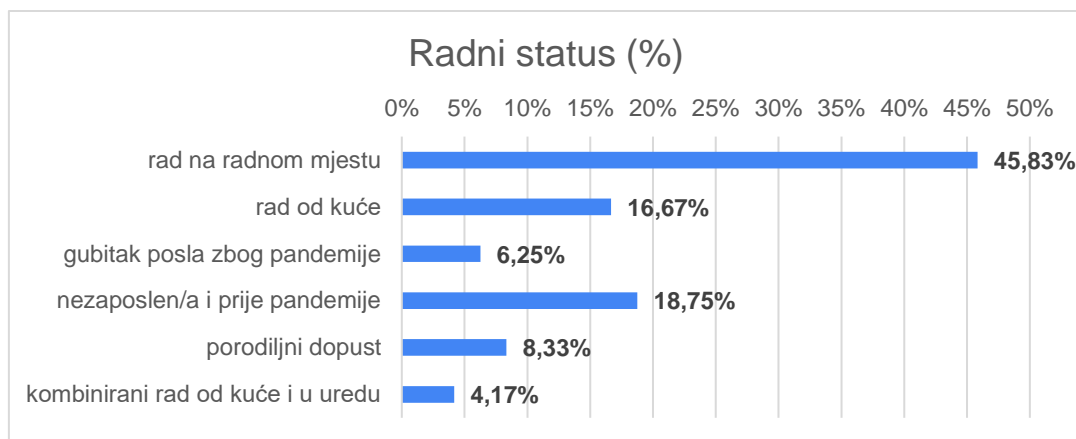 Radni status (%)
0% 5% 10% 15% 20% 25% 30% 35% 40% 45% 50%
rad na radnom mjestu 45,83%
rad od kuće 16,67%
gubitak posla zbog pandemije 6,25%
nezaposlen/a i prije pandemije 18,75%
porodiljni dopust 8,33%
kombinirani rad od kuće i u uredu 4,17%